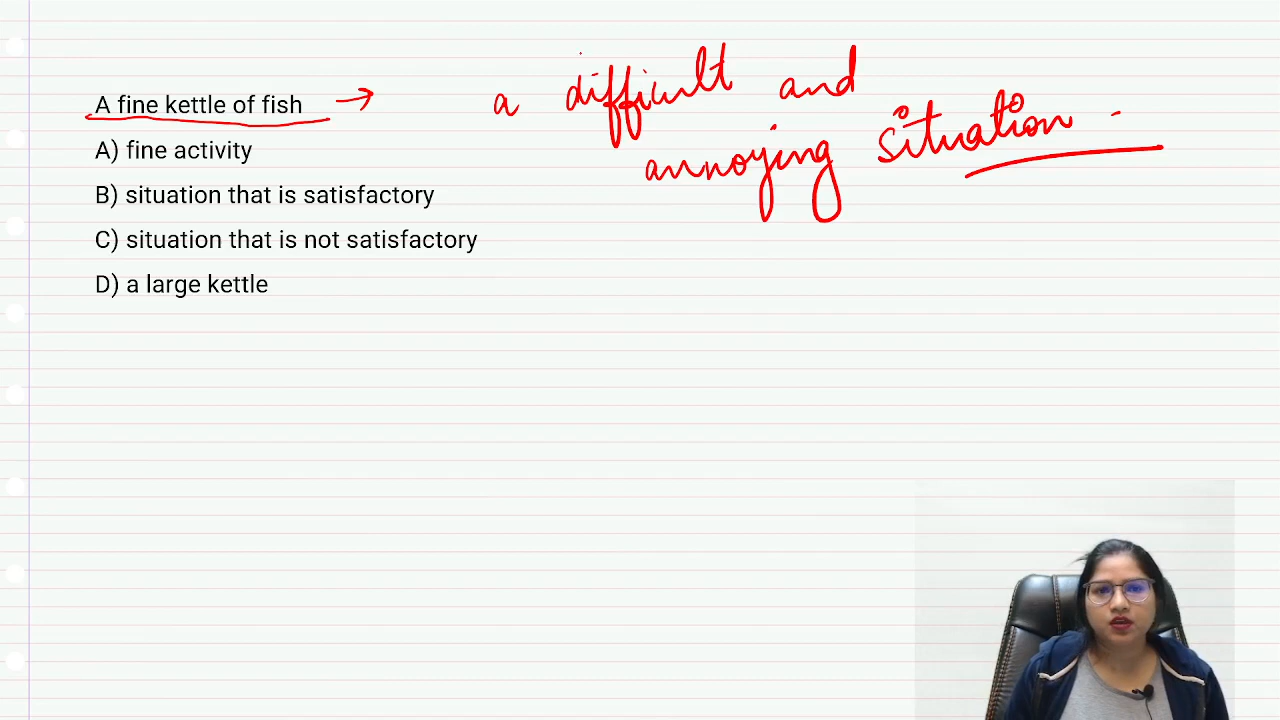 A fine kettle of fish → a difficult and
annoying situation.
A) fine activity
B) situation that is satisfactory
C) situation that is not satisfactory
D) a large kettle